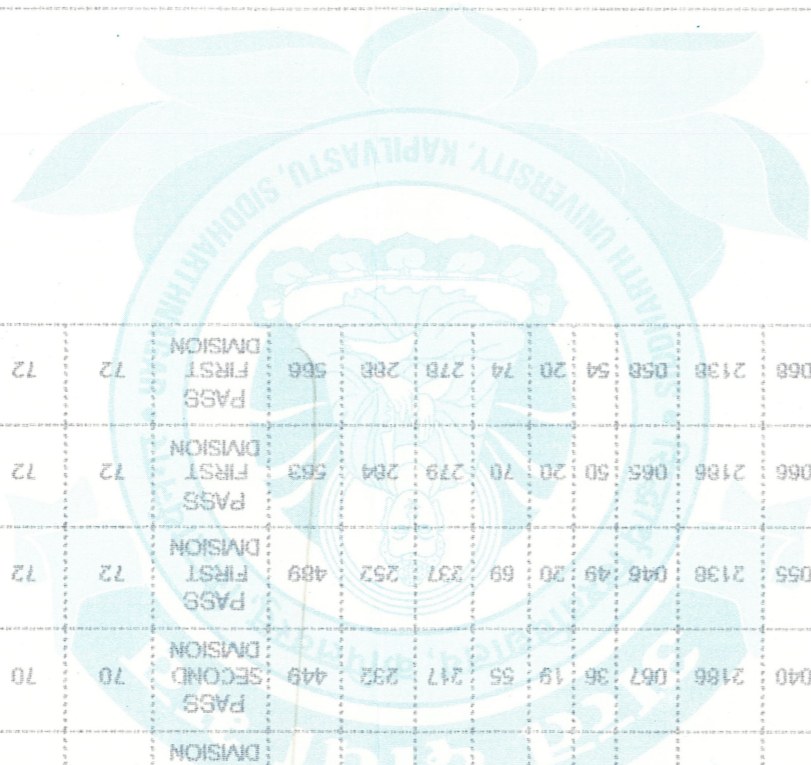 DIVISION
PASS
040 2186 067 36 19 55 217 232 449 SECOND 70 70
DIVISION
PASS
055 2138 046 49 20 69 237 252 489 FIRST 72 72
DIVISION
PASS
066 2186 065 50 20 70 279 284 563 FIRST 72 72
DIVISION
PASS
068 2138 058 54 20 74 278 288 566 FIRST 72 72
DIVISION
UNIVERSITY, KAPILVASTU,